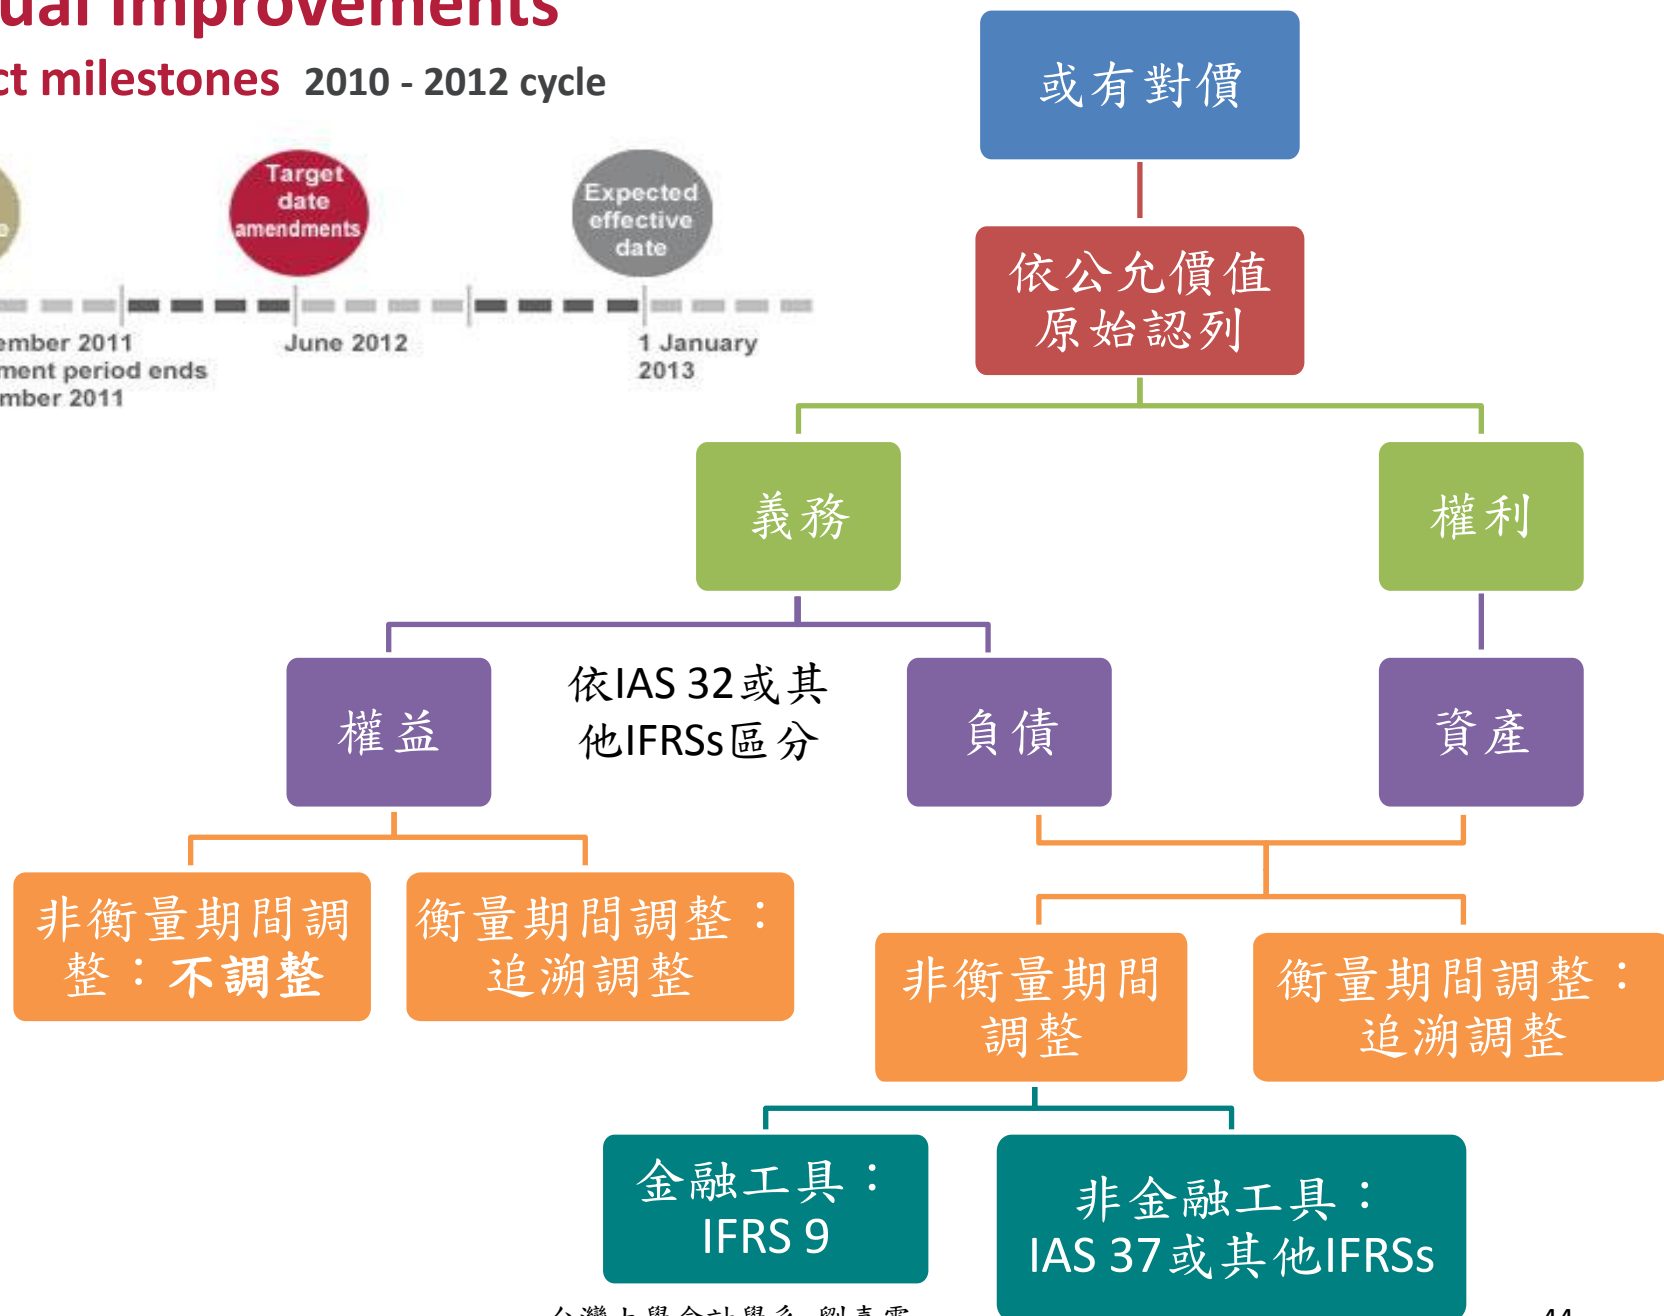 ual Improvements
ct milestones 2010 - 2012 cycle
Target
date
amendments
Expected
effective
date
ember 2011
ment period ends
mber 2011
June 2012
1 January
2013
或有對價
依公允價值
原始認列
義務
權利
權益
依IAS 32或其
他IFRSs區分
負債
資產
非衡量期間調
整：不調整
衡量期間調整：
追溯調整
非衡量期間
調整
衡量期間調整：
追溯調整
金融工具：
IFRS 9
非金融工具：
IAS 37或其他IFRSs